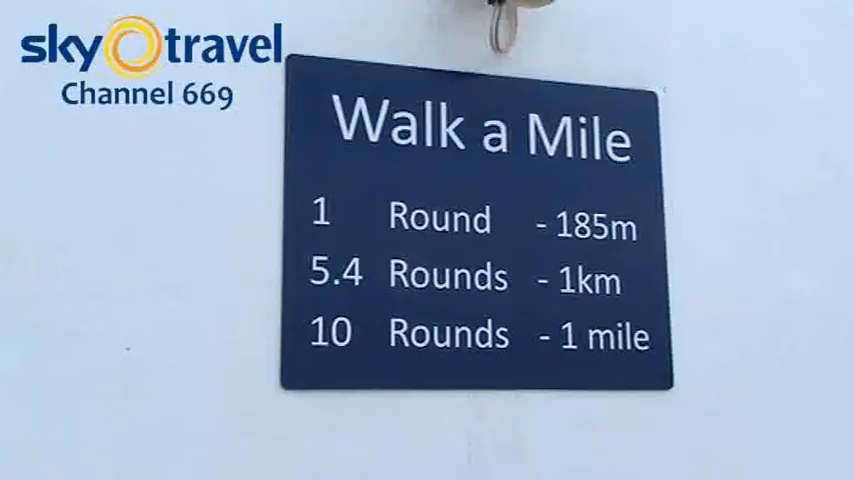 sky travel
Channel 669
Walk a Mile
1 Round - 185m
5.4 Rounds - 1km
10 Rounds - 1 mile